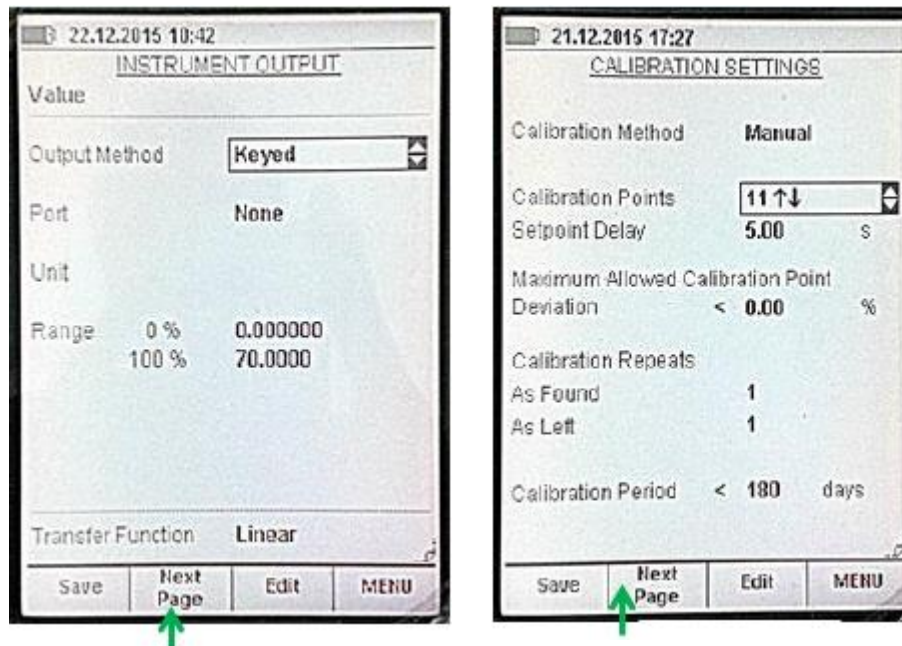 22.12.2015 10:42
INSTRUMENT OUTPUT
Value
Output Method Keyed
Port None
Unit
Range 0 % 0.000000
100 % 70.0000
Transfer Function Linear
Save Next Page Edit MENU
21.12.2015 17:27
CALIBRATION SETTINGS
Calibration Method Manual
Calibration Points 11 ↑↓
Setpoint Delay 5.00 s
Maximum Allowed Calibration Point
Deviation < 0.00 %
Calibration Repeats
As Found 1
As Left 1
Calibration Period < 180 days
Save Next Page Edit MENU